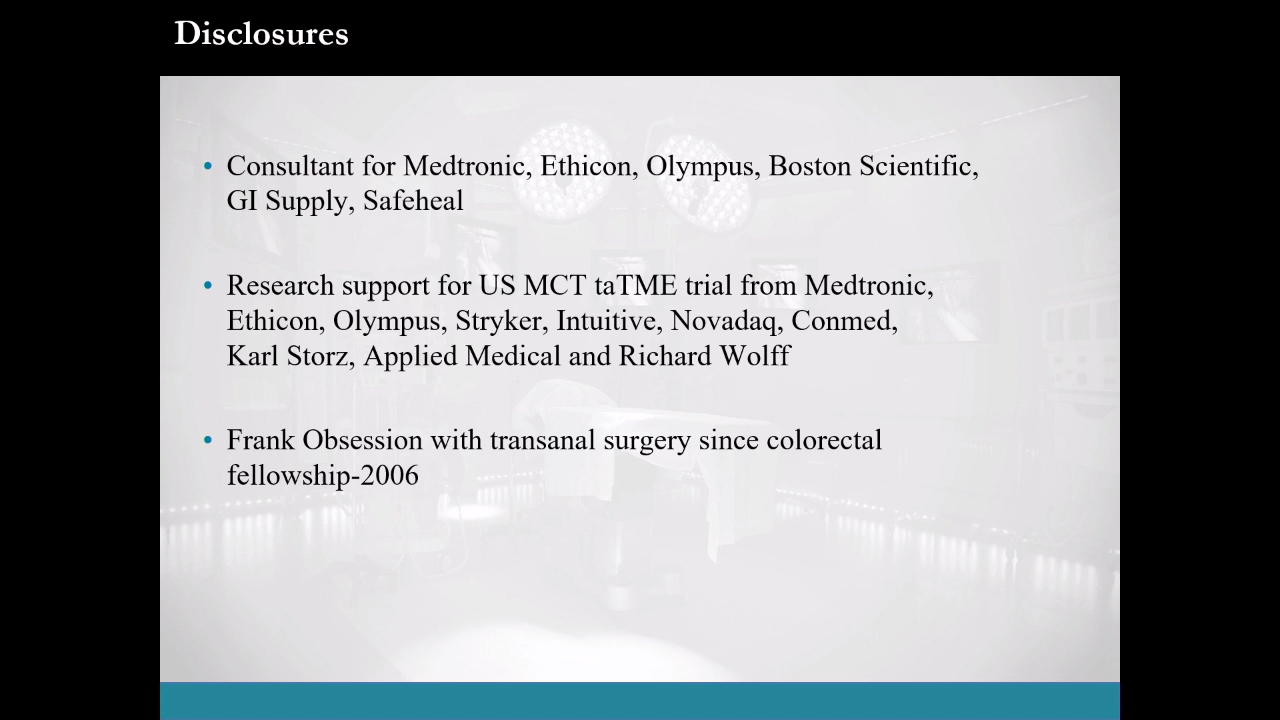 Disclosures
• Consultant for Medtronic, Ethicon, Olympus, Boston Scientific,
GI Supply, Safeheal
• Research support for US MCT taTME trial from Medtronic,
Ethicon, Olympus, Stryker, Intuitive, Novadaq, Conmed,
Karl Storz, Applied Medical and Richard Wolff
• Frank Obsession with transanal surgery since colorectal
fellowship-2006